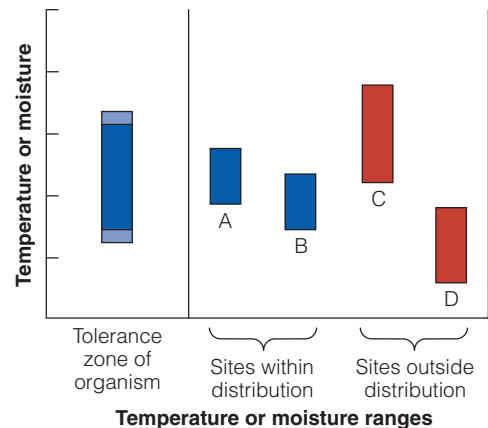 Temperature or moisture
A
B
C
D
Tolerance
zone of
organism
Sites within
distribution
Sites outside
distribution
Temperature or moisture ranges